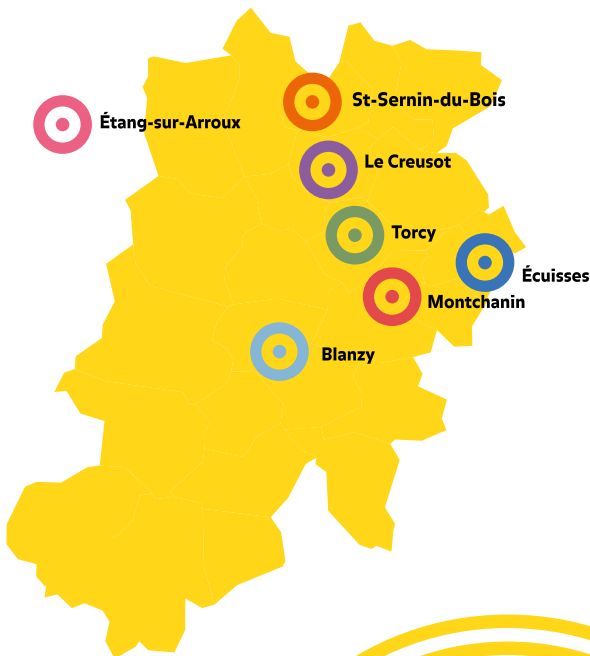 St-Sernin-du-Bois
Étang-sur-Arroux
Le Creusot
Torcy
Écuisses
Montchanin
Blanzy